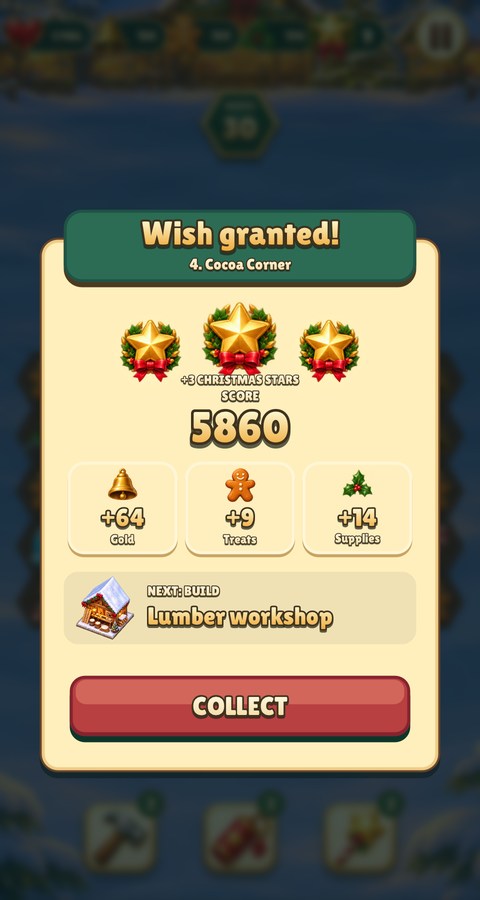 Wish granted!
4. Cocoa Corner
+3 CHRISTMAS STARS
SCORE
5860
+64
Gold
+9
Treats
+14
Supplies
NEXT: BUILD
Lumber workshop
COLLECT